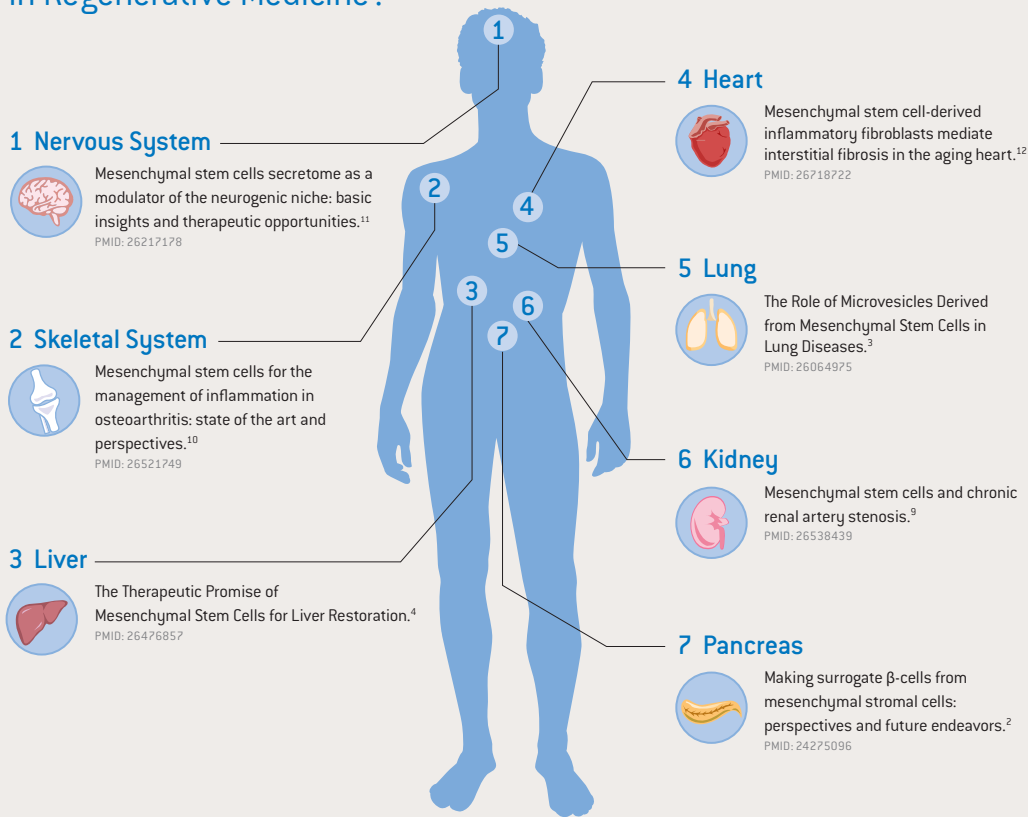 in Regenerative Medicine?
1
1 Nervous System
Mesenchymal stem cells secretome as a
modulator of the neurogenic niche: basic
insights and therapeutic opportunities.¹¹
PMID: 26217178
2 Skeletal System
Mesenchymal stem cells for the
management of inflammation in
osteoarthritis: state of the art and
perspectives.¹⁰
PMID: 26521749
3 Liver
The Therapeutic Promise of
Mesenchymal Stem Cells for Liver Restoration.⁴
PMID: 26476857
2
4
5
3
6
7
4 Heart
Mesenchymal stem cell-derived
inflammatory fibroblasts mediate
interstitial fibrosis in the aging heart.¹²
PMID: 26718722
5 Lung
The Role of Microvesicles Derived
from Mesenchymal Stem Cells in
Lung Diseases.³
PMID: 26064975
6 Kidney
Mesenchymal stem cells and chronic
renal artery stenosis.⁹
PMID: 26538439
7 Pancreas
Making surrogate β-cells from
mesenchymal stromal cells:
perspectives and future endeavors.²
PMID: 24275096